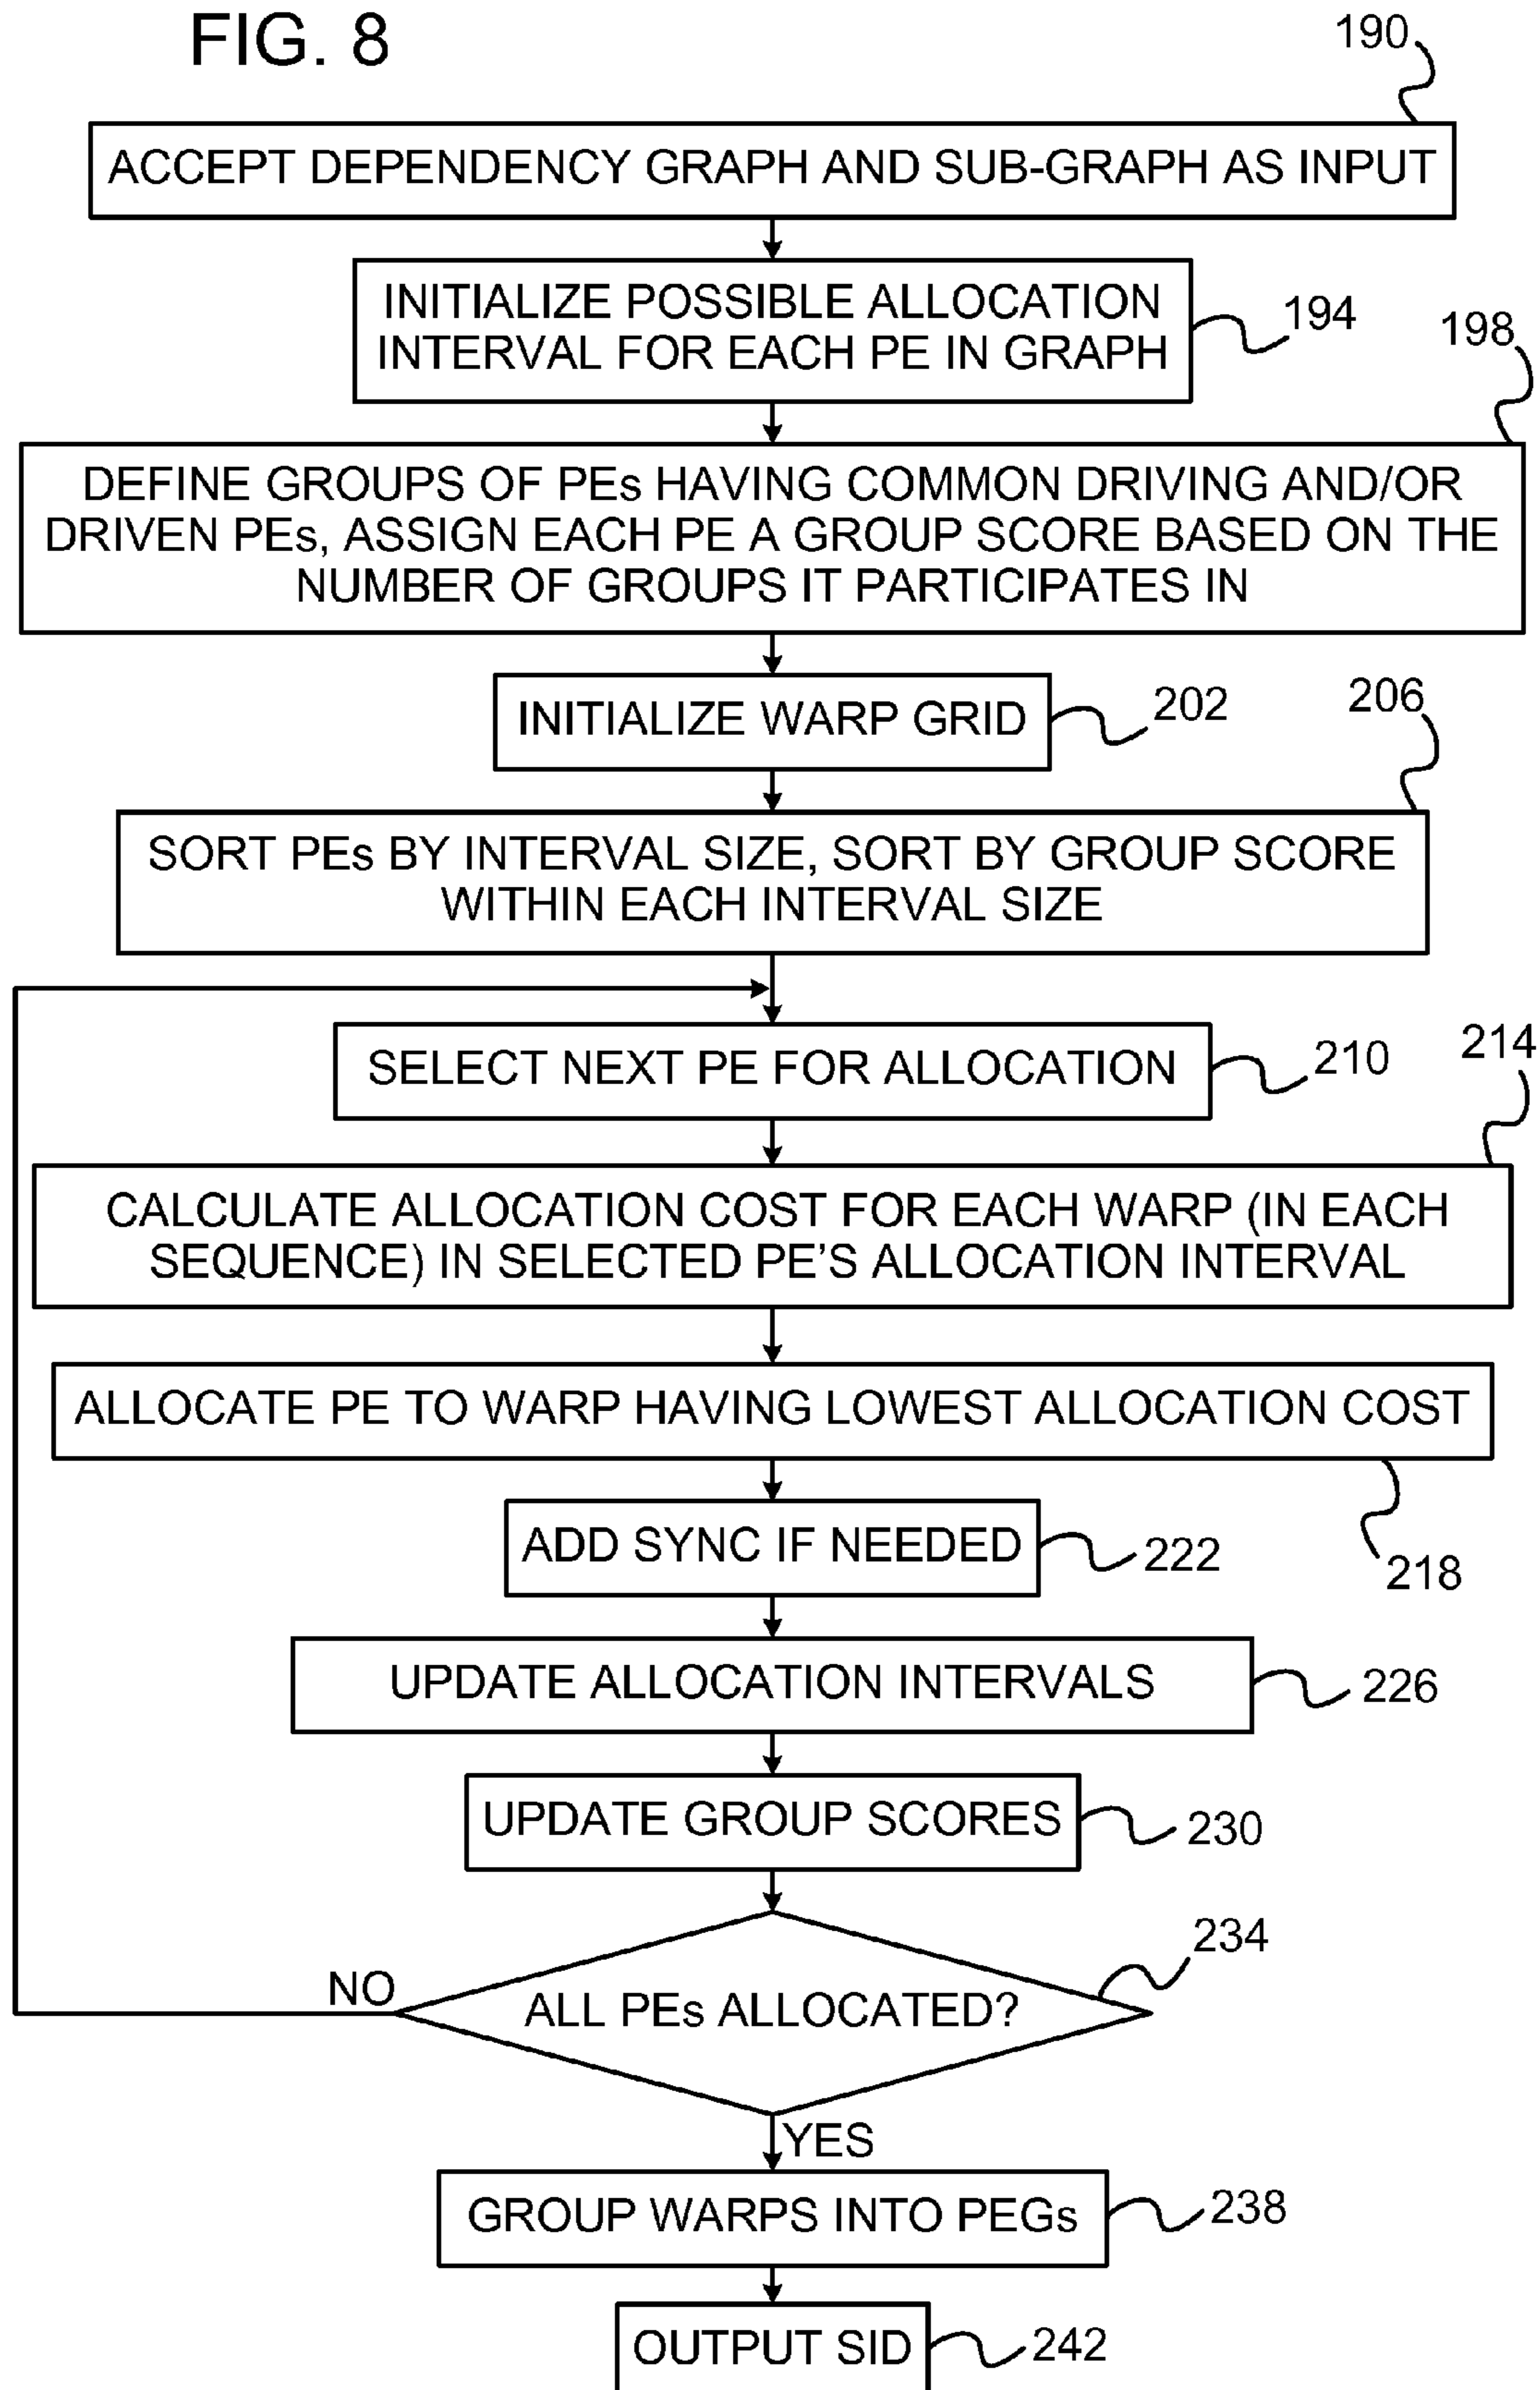 FIG. 8
190
ACCEPT DEPENDENCY GRAPH AND SUB-GRAPH AS INPUT
INITIALIZE POSSIBLE ALLOCATION
INTERVAL FOR EACH PE IN GRAPH
194
198
DEFINE GROUPS OF PEs HAVING COMMON DRIVING AND/OR
DRIVEN PEs, ASSIGN EACH PE A GROUP SCORE BASED ON THE
NUMBER OF GROUPS IT PARTICIPATES IN
INITIALIZE WARP GRID
202
206
SORT PEs BY INTERVAL SIZE, SORT BY GROUP SCORE
WITHIN EACH INTERVAL SIZE
SELECT NEXT PE FOR ALLOCATION
210
214
CALCULATE ALLOCATION COST FOR EACH WARP (IN EACH
SEQUENCE) IN SELECTED PE'S ALLOCATION INTERVAL
ALLOCATE PE TO WARP HAVING LOWEST ALLOCATION COST
218
ADD SYNC IF NEEDED
222
UPDATE ALLOCATION INTERVALS
226
UPDATE GROUP SCORES
230
234
NO
ALL PEs ALLOCATED?
YES
GROUP WARPS INTO PEGs
238
OUTPUT SID
242